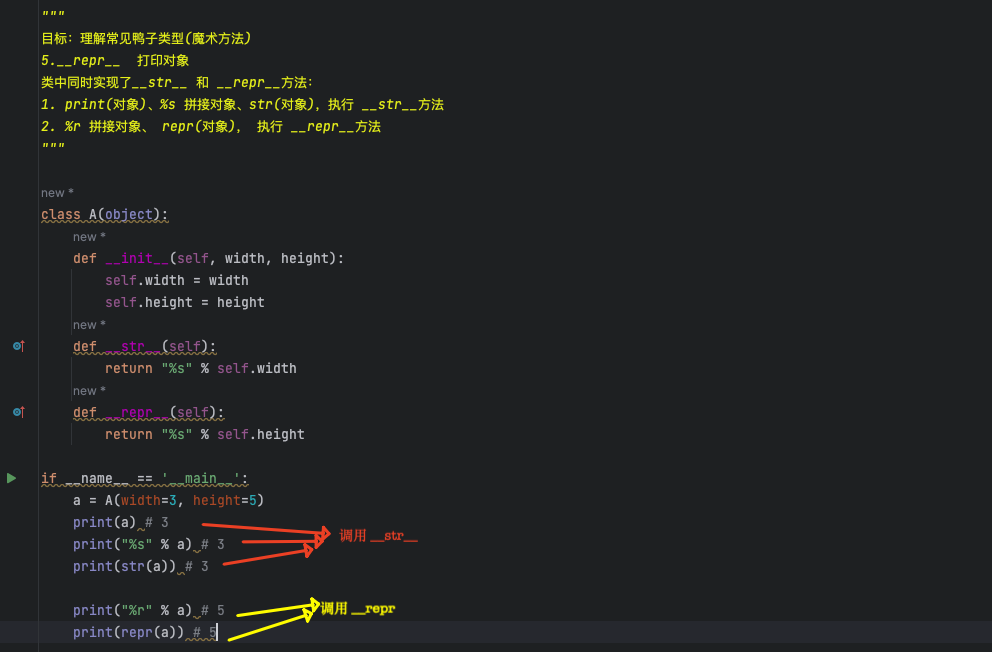 """
目标：理解常见鸭子类型(魔术方法)
5.__repr__  打印对象
类中同时实现了__str__ 和 __repr__方法：
1. print(对象)、%s 拼接对象、str(对象)，执行 __str__方法
2. %r 拼接对象、 repr(对象)， 执行 __repr__方法
"""
new *
class A(object):
new *
def __init__(self, width, height):
self.width = width
self.height = height
new *
def __str__(self):
return "%s" % self.width
new *
def __repr__(self):
return "%s" % self.height
if __name__ == '__main__':
a = A(width=3, height=5)
print(a) # 3
调用 __str__
print("%s" % a) # 3
print(str(a)) # 3
print("%r" % a) # 5
调用 __repr
print(repr(a)) # 5